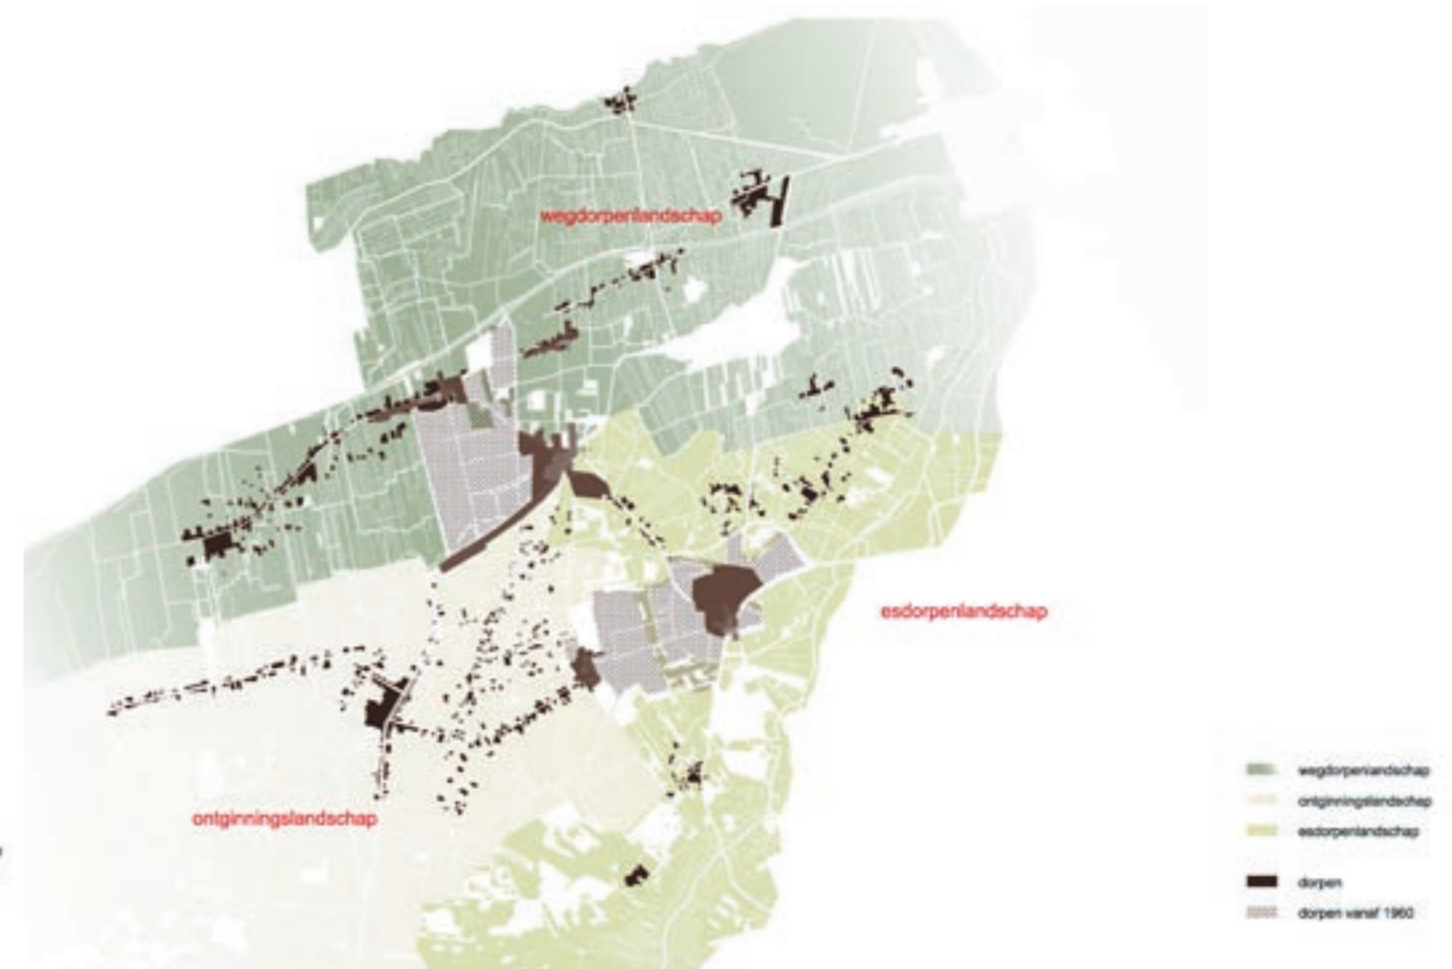 wegdorpenlandschap
esdorpenlandschap
ontginningslandschap
wegdorpenlandschap
ontginningslandschap
esdorpenlandschap
dorpen
dorpen vanaf 1960